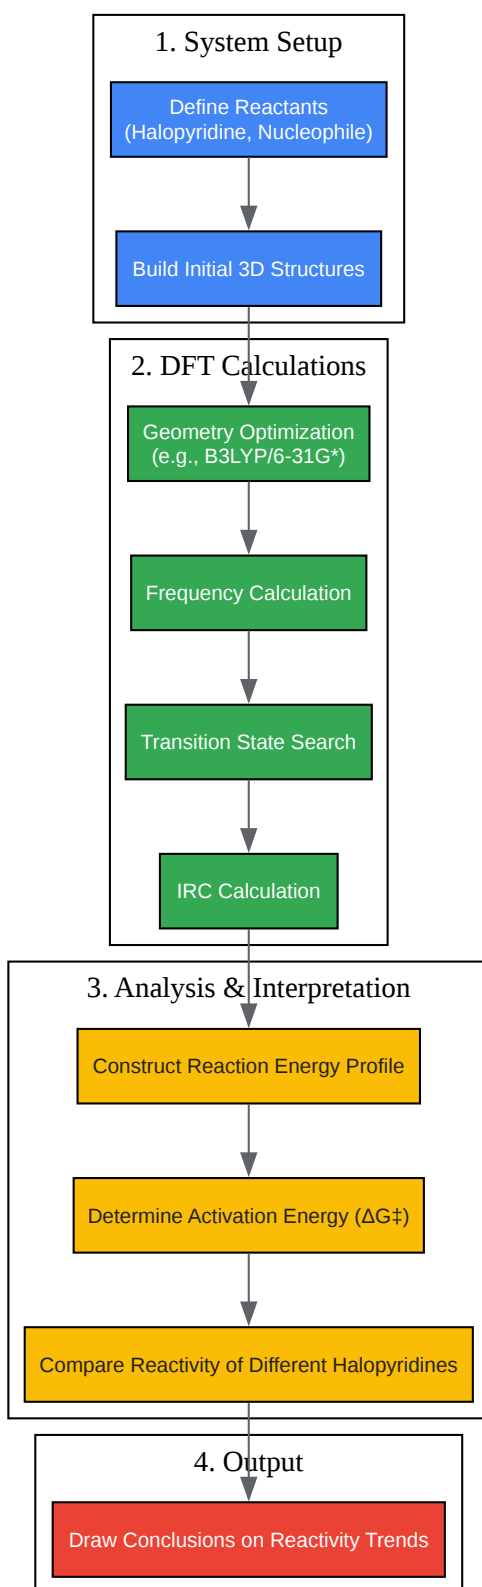 1. System Setup
Define Reactants
(Halopyridine, Nucleophile)
Build Initial 3D Structures
2. DFT Calculations
Geometry Optimization
(e.g., B3LYP/6-31G*)
Frequency Calculation
Transition State Search
IRC Calculation
3. Analysis & Interpretation
Construct Reaction Energy Profile
Determine Activation Energy (ΔG‡)
Compare Reactivity of Different Halopyridines
4. Output
Draw Conclusions on Reactivity Trends